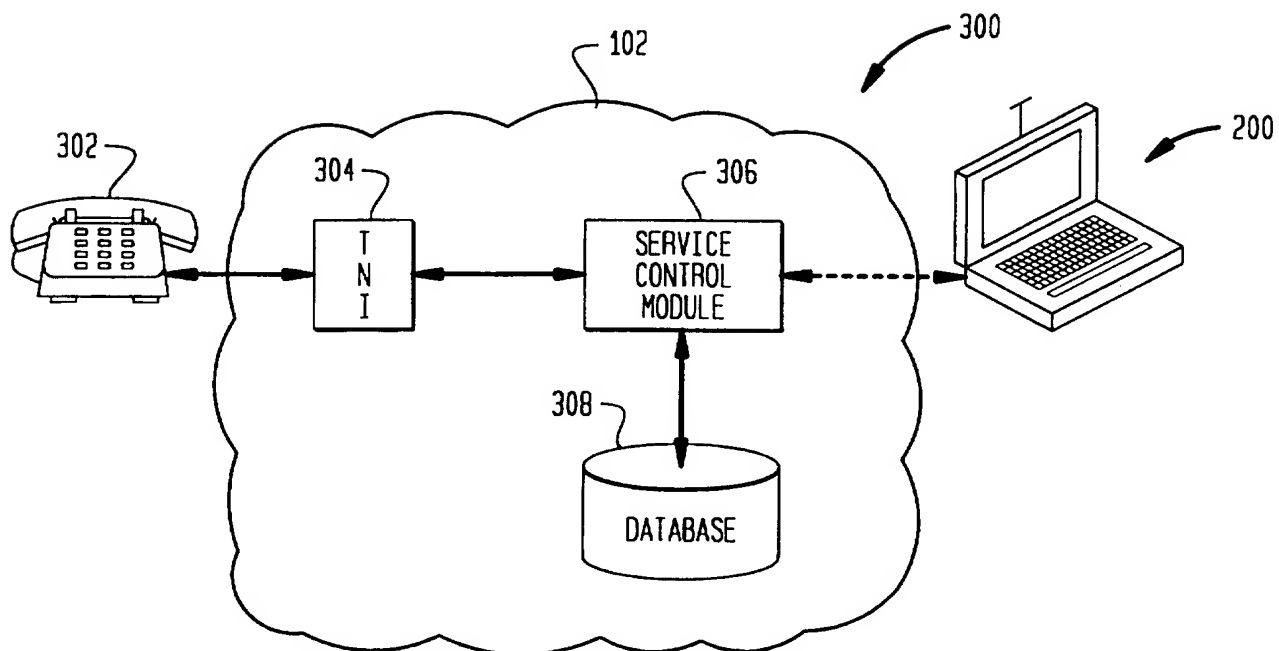 300
102
200
302
304
306
T
N
I
SERVICE
CONTROL
MODULE
308
DATABASE